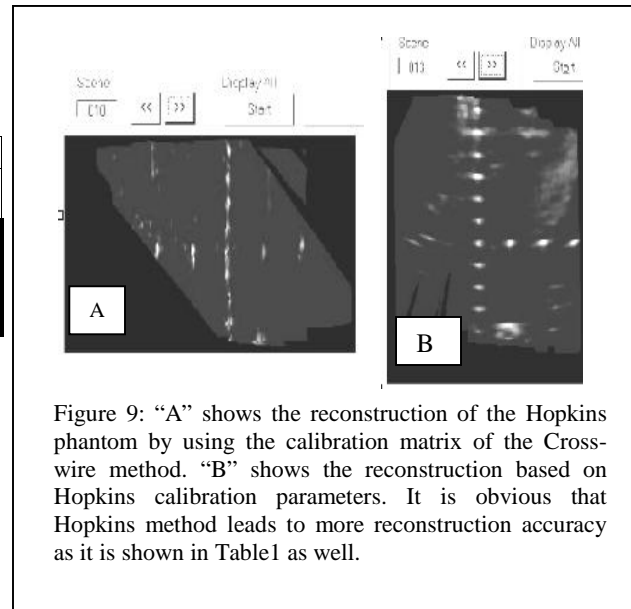 Scene
Display All
010
<<
>>
Start
Scene
Display All
013
<<
>>
Start
A
B
Figure 9: “A” shows the reconstruction of the Hopkins
phantom by using the calibration matrix of the Cross-
wire method. “B” shows the reconstruction based on
Hopkins calibration parameters. It is obvious that
Hopkins method leads to more reconstruction accuracy
as it is shown in Table1 as well.